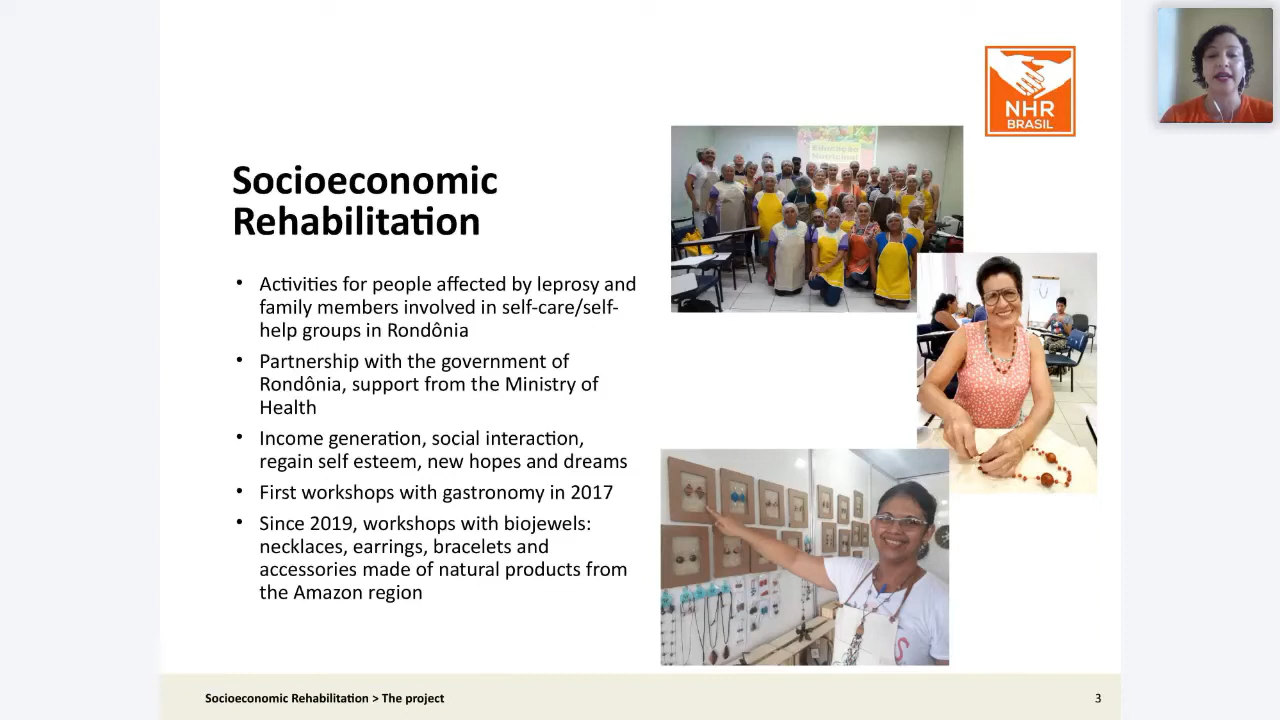 NHR
BRASIL
Socioeconomic
Rehabilitation
• Activities for people affected by leprosy and
family members involved in self-care/self-
help groups in Rondônia
• Partnership with the government of
Rondônia, support from the Ministry of
Health
• Income generation, social interaction,
regain self esteem, new hopes and dreams
• First workshops with gastronomy in 2017
• Since 2019, workshops with biojewels:
necklaces, earrings, bracelets and
accessories made of natural products from
the Amazon region
Socioeconomic Rehabilitation > The project
3